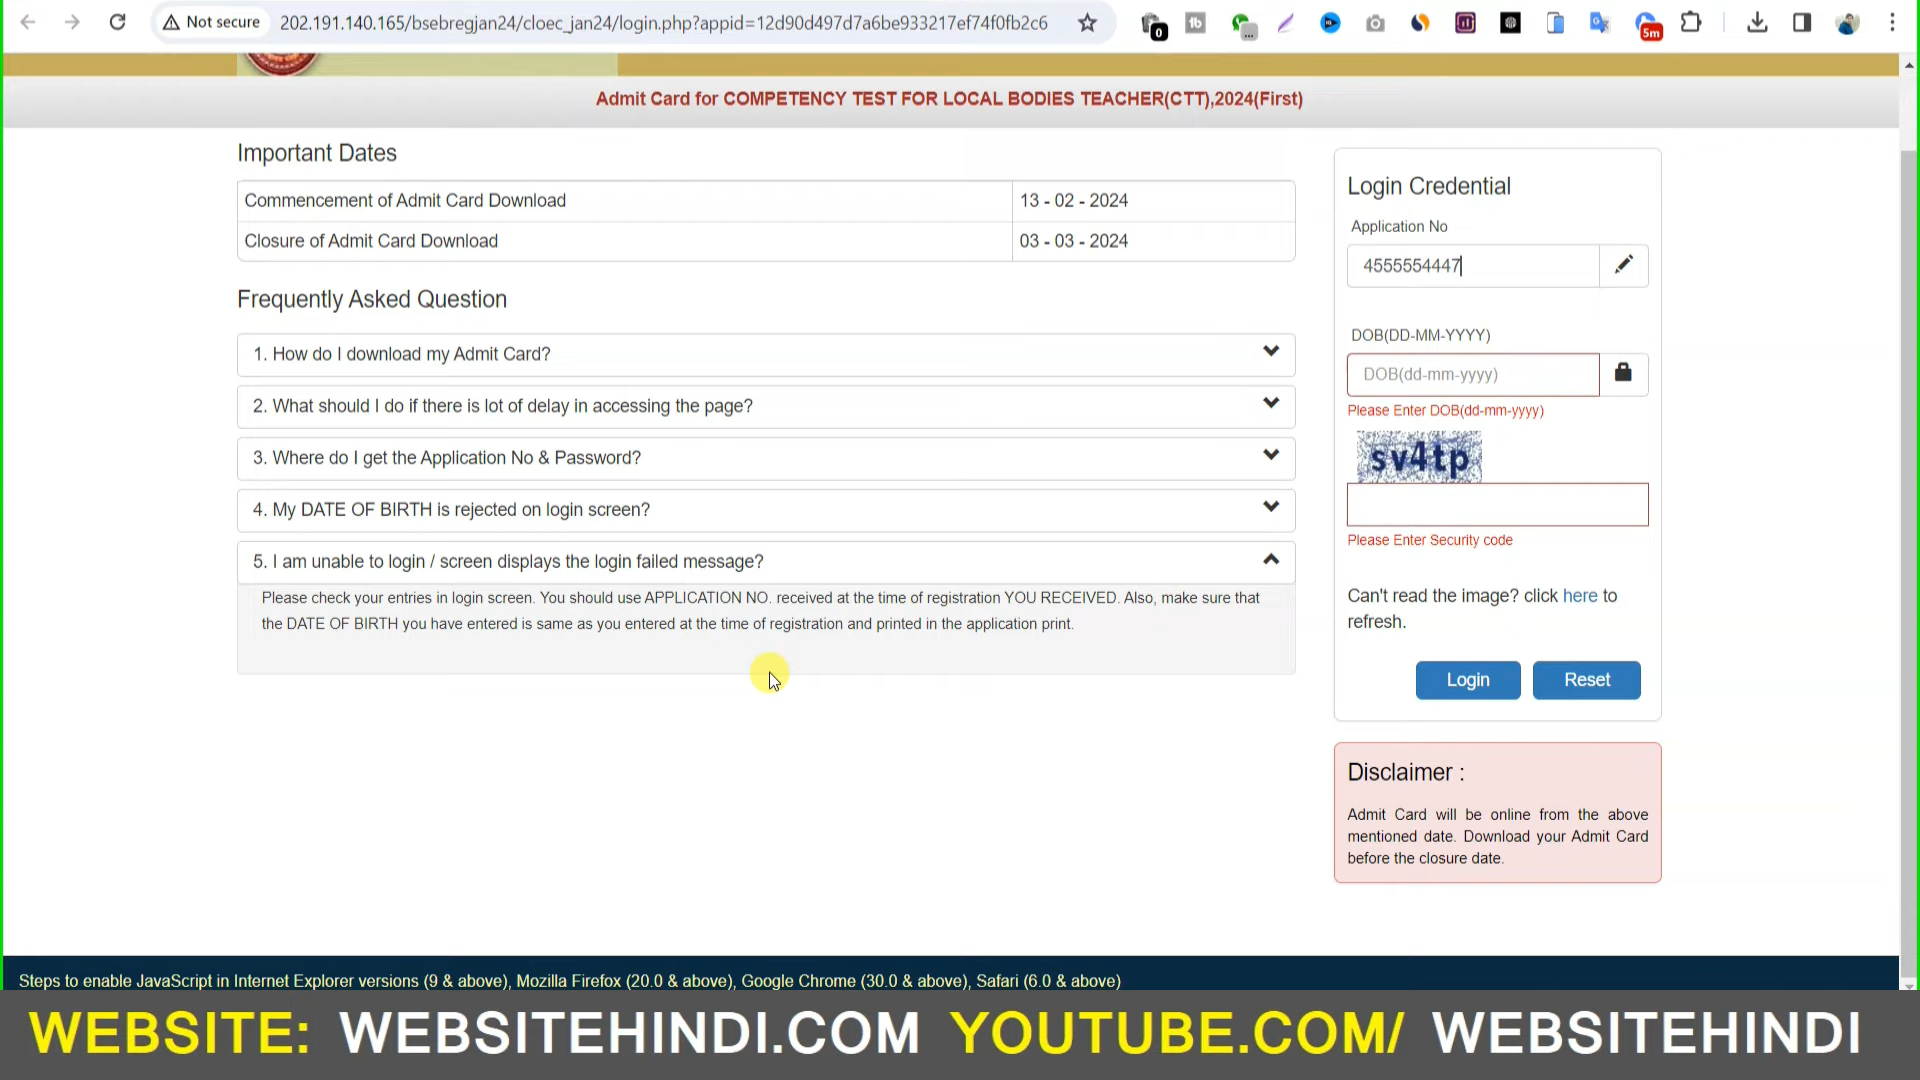 Not secure
202.191.140.165/bsebregjan24/cloec_jan24/login.php?appid=12d90d497d7a6be933217ef74f0fb2c6
0
tb
...
5m
Admit Card for COMPETENCY TEST FOR LOCAL BODIES TEACHER(CTT),2024(First)
Important Dates
Commencement of Admit Card Download
13 - 02 - 2024
Closure of Admit Card Download
03 - 03 - 2024
Frequently Asked Question
1. How do I download my Admit Card?
2. What should I do if there is lot of delay in accessing the page?
3. Where do I get the Application No & Password?
4. My DATE OF BIRTH is rejected on login screen?
5. I am unable to login / screen displays the login failed message?
Please check your entries in login screen. You should use APPLICATION NO. received at the time of registration YOU RECEIVED. Also, make sure that
the DATE OF BIRTH you have entered is same as you entered at the time of registration and printed in the application print.
Login Credential
Application No
4555554447
DOB(DD-MM-YYYY)
DOB(dd-mm-yyyy)
Please Enter DOB(dd-mm-yyyy)
sv4tp
Please Enter Security code
Can't read the image? click here to
refresh.
Login
Reset
Disclaimer :
Admit Card will be online from the above
mentioned date. Download your Admit Card
before the closure date.
Steps to enable JavaScript in Internet Explorer versions (9 & above), Mozilla Firefox (20.0 & above), Google Chrome (30.0 & above), Safari (6.0 & above)
WEBSITE: WEBSITEHINDI.COM YOUTUBE.COM/ WEBSITEHINDI